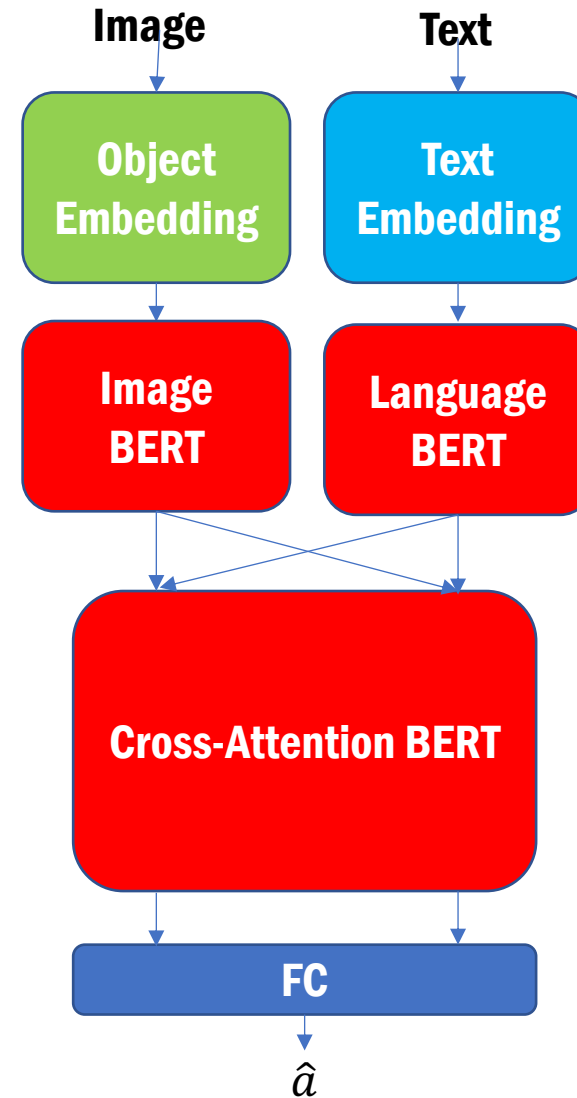 Image
Text
Object
Embedding
Text
Embedding
Image
BERT
Language
BERT
Cross-Attention BERT
FC
â